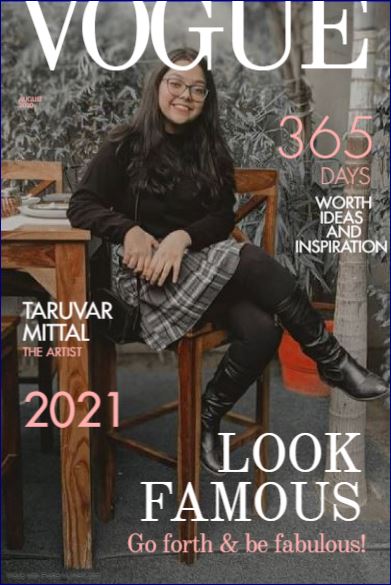 VOGUE
AUGUST
2020
365
DAYS
WORTH
IDEAS
AND
INSPIRATION
TARUVAR
MITTAL
THE ARTIST
2021
LOOK
FAMOUS
Go forth & be fabulous!